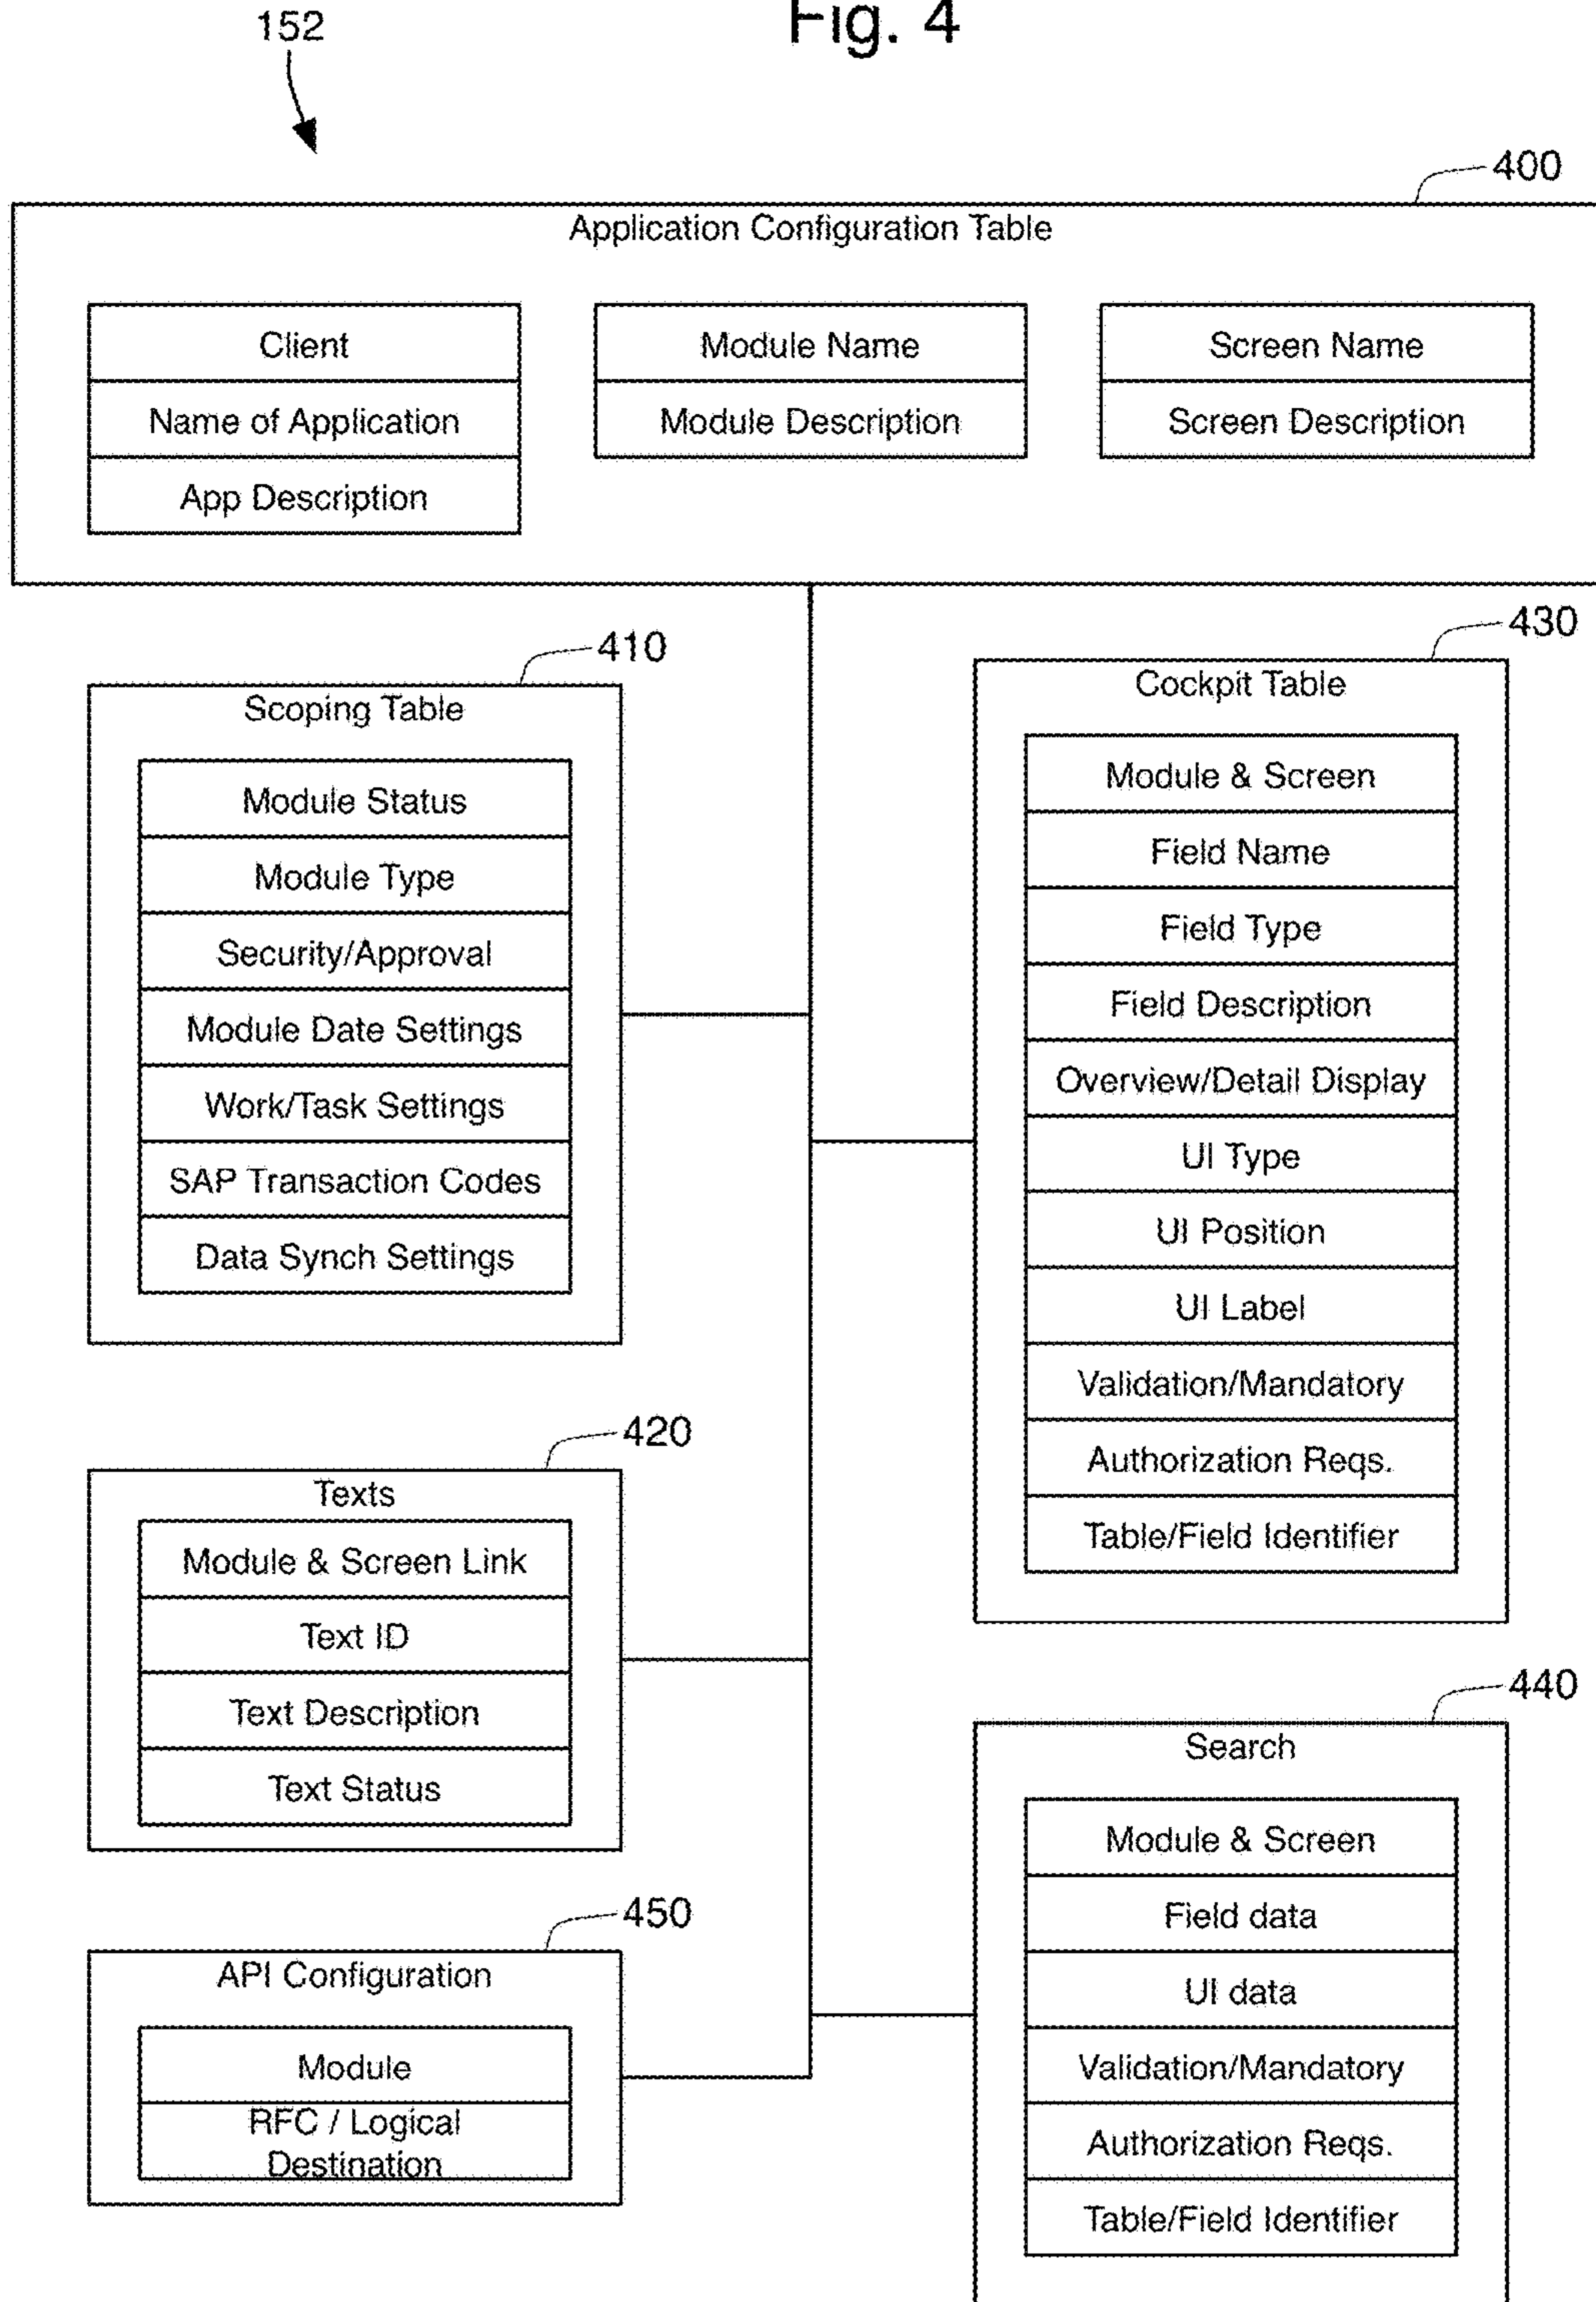 Fig. 4
152
400
Application Configuration Table
Client
Name of Application
App Description
Module Name
Module Description
Screen Name
Screen Description
410
Scoping Table
Module Status
Module Type
Security/Approval
Module Date Settings
Work/Task Settings
SAP Transaction Codes
Data Synch Settings
430
Cockpit Table
Module & Screen
Field Name
Field Type
Field Description
Overview/Detail Display
UI Type
UI Position
UI Label
Validation/Mandatory
Authorization Reqs.
Table/Field Identifier
420
Texts
Module & Screen Link
Text ID
Text Description
Text Status
440
Search
Module & Screen
Field data
UI data
Validation/Mandatory
Authorization Reqs.
Table/Field Identifier
450
API Configuration
Module
RFC / Logical
Destination